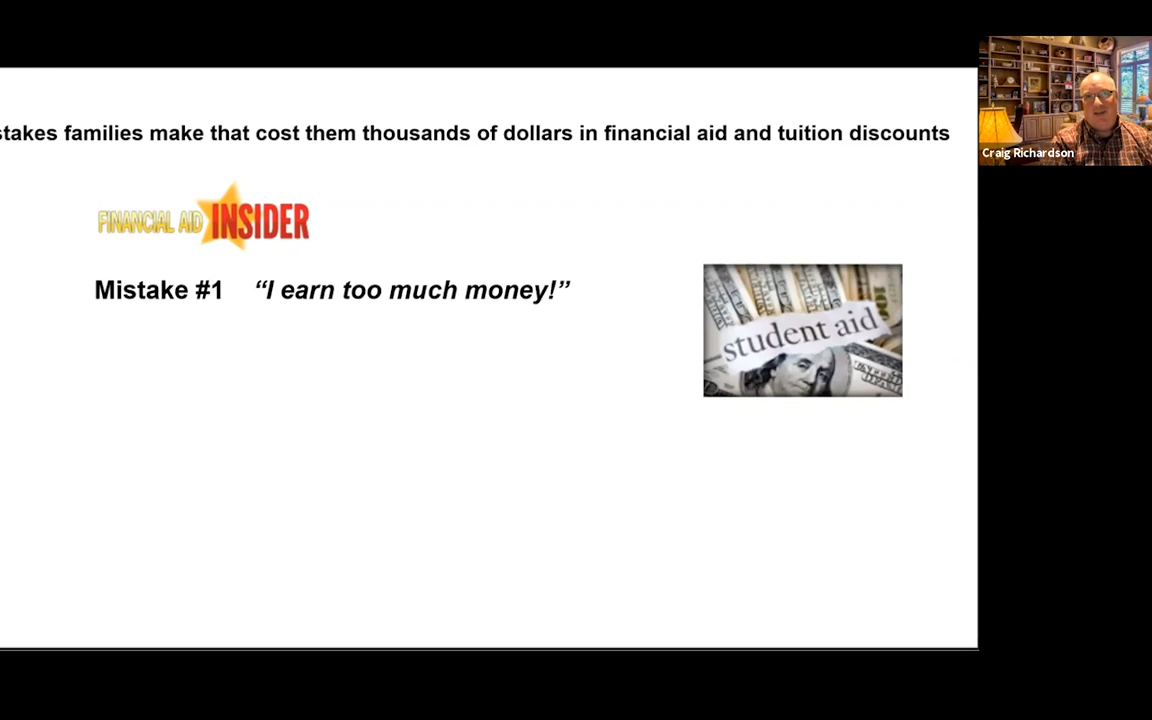 stakes families make that cost them thousands of dollars in financial aid and tuition discounts
FINANCIAL AID INSIDER
Mistake #1 “I earn too much money!”
student aid
Craig Richardson